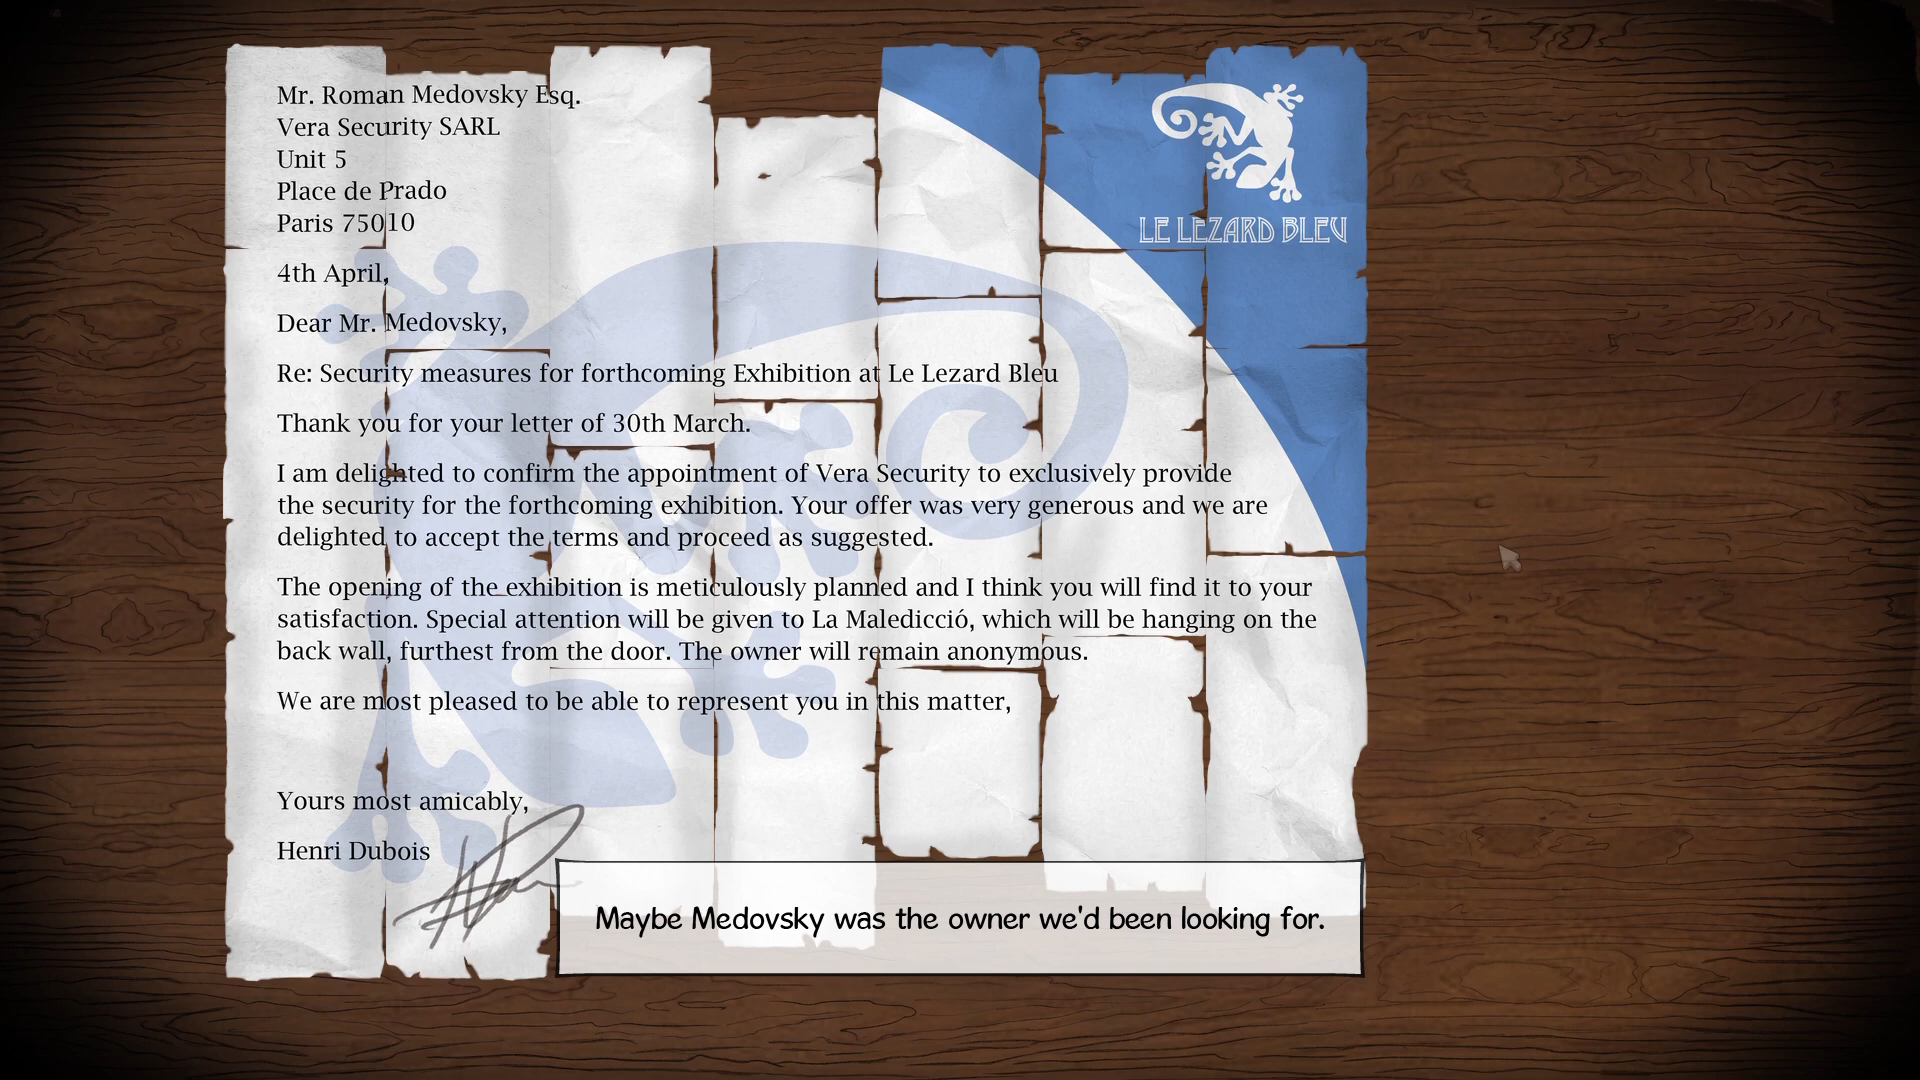 Mr. Roman Medovsky Esq.
Vera Security SARL
Unit 5
Place de Prado
Paris 75010
LE LEZARD BLEU
4th April,
Dear Mr. Medovsky,
Re: Security measures for forthcoming Exhibition at Le Lezard Bleu
Thank you for your letter of 30th March.
I am delighted to confirm the appointment of Vera Security to exclusively provide
the security for the forthcoming exhibition. Your offer was very generous and we are
delighted to accept the terms and proceed as suggested.
The opening of the exhibition is meticulously planned and I think you will find it to your
satisfaction. Special attention will be given to La Maledicció, which will be hanging on the
back wall, furthest from the door. The owner will remain anonymous.
We are most pleased to be able to represent you in this matter,
Yours most amicably,
Henri Dubois
Maybe Medovsky was the owner we'd been looking for.